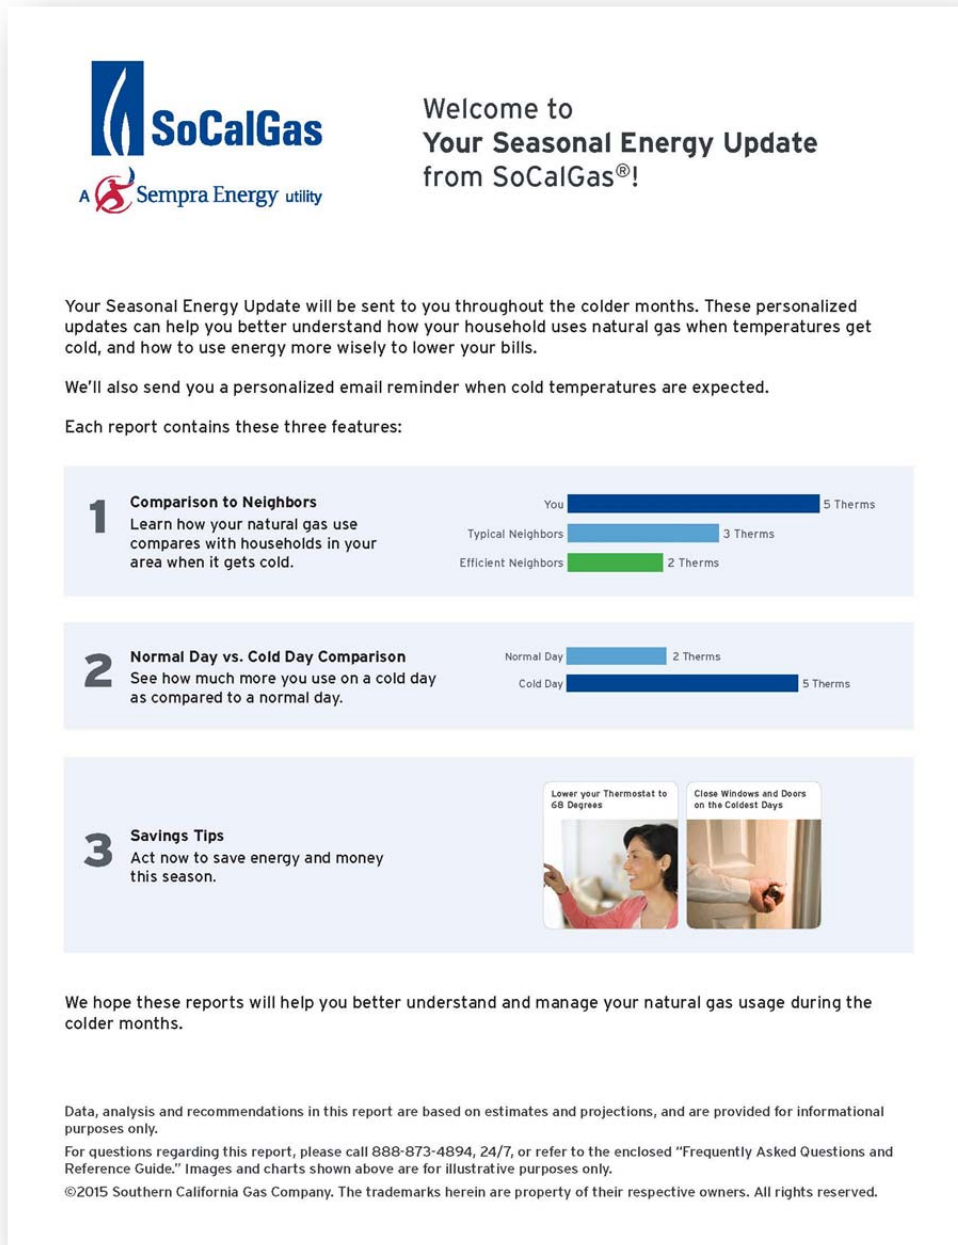 SoCalGas
A Sempra Energy utility
Welcome to
Your Seasonal Energy Update
from SoCalGas®!
Your Seasonal Energy Update will be sent to you throughout the colder months. These personalized
updates can help you better understand how your household uses natural gas when temperatures get
cold, and how to use energy more wisely to lower your bills.
We'll also send you a personalized email reminder when cold temperatures are expected.
Each report contains these three features:
1
Comparison to Neighbors
Learn how your natural gas use
compares with households in your
area when it gets cold.
You 5 Therms
Typical Neighbors 3 Therms
Efficient Neighbors 2 Therms
2
Normal Day vs. Cold Day Comparison
See how much more you use on a cold day
as compared to a normal day.
Normal Day 2 Therms
Cold Day 5 Therms
3
Savings Tips
Act now to save energy and money
this season.
Lower your Thermostat to
68 Degrees
Close Windows and Doors
on the Coldest Days
We hope these reports will help you better understand and manage your natural gas usage during the
colder months.
Data, analysis and recommendations in this report are based on estimates and projections, and are provided for informational
purposes only.
For questions regarding this report, please call 888-873-4894, 24/7, or refer to the enclosed “Frequently Asked Questions and
Reference Guide.” Images and charts shown above are for illustrative purposes only.
©2015 Southern California Gas Company. The trademarks herein are property of their respective owners. All rights reserved.